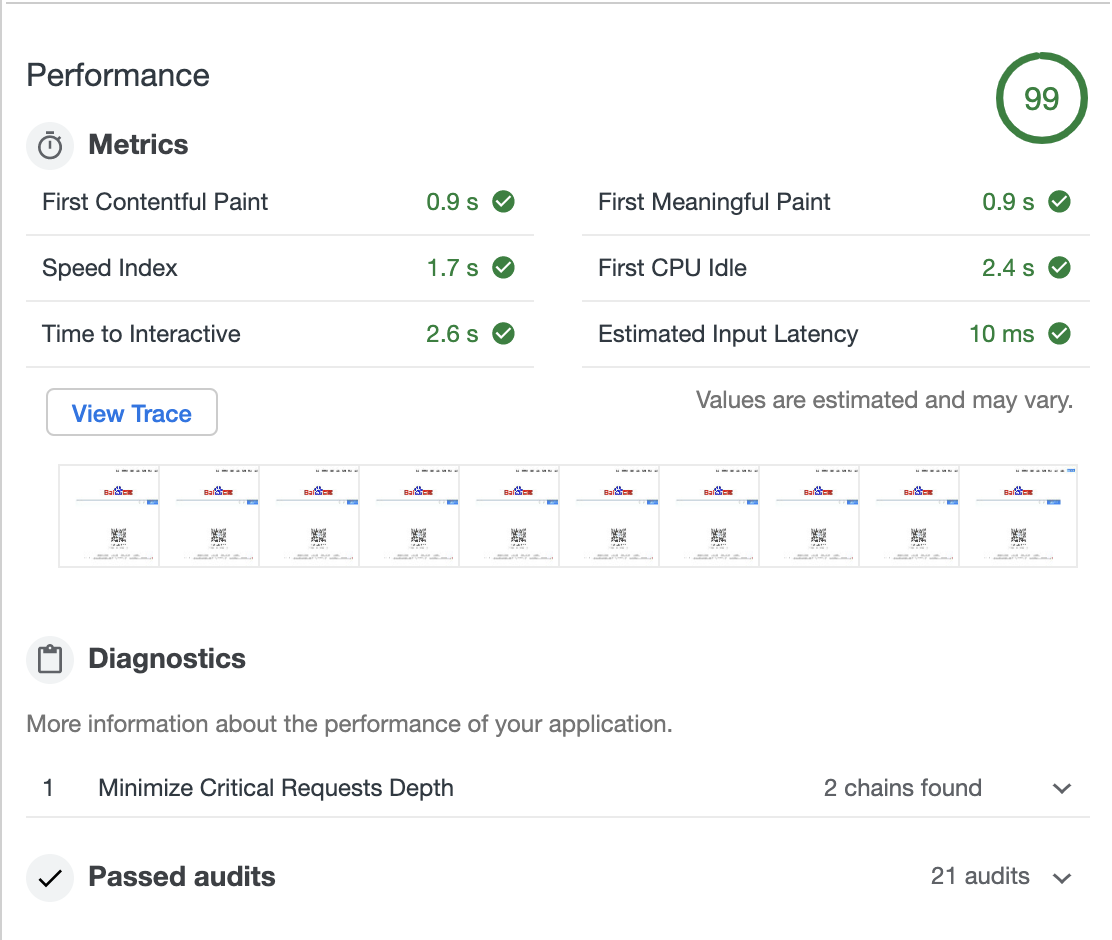 Performance
99
Metrics
First Contentful Paint 0.9 s
First Meaningful Paint 0.9 s
Speed Index 1.7 s
First CPU Idle 2.4 s
Time to Interactive 2.6 s
Estimated Input Latency 10 ms
View Trace
Values are estimated and may vary.
Diagnostics
More information about the performance of your application.
1 Minimize Critical Requests Depth 2 chains found
Passed audits 21 audits